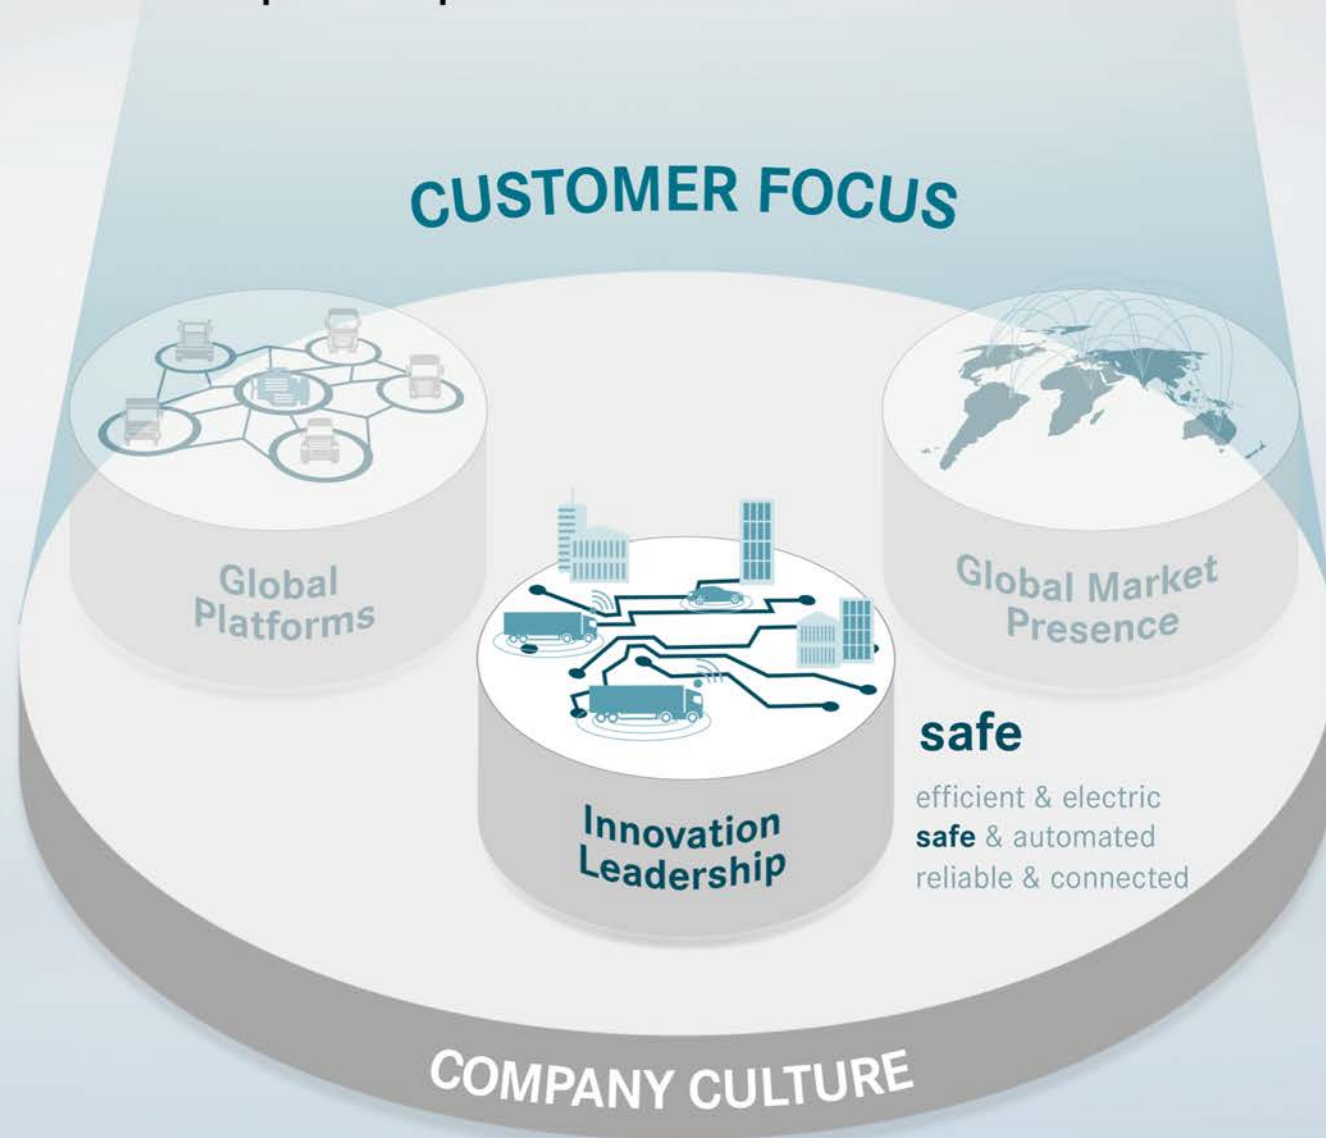 CUSTOMER FOCUS
Global
Platforms
Global Market
Presence
Innovation
Leadership
safe
efficient & electric
safe & automated
reliable & connected
COMPANY CULTURE